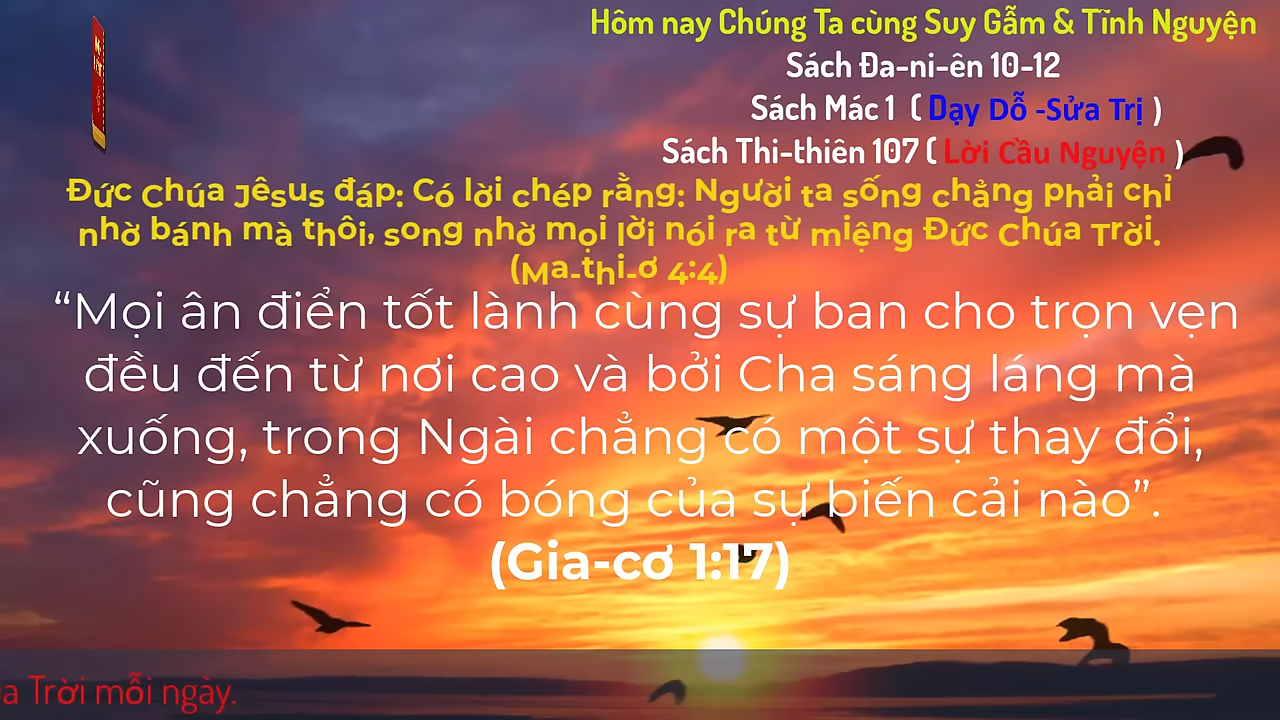 Hôm nay Chúng Ta cùng Suy Gẫm & Tĩnh Nguyện
Sách Đa-ni-ên 10-12
Sách Mác 1 ( Dạy Dỗ -Sửa Trị )
Sách Thi-thiên 107 ( Lời Cầu Nguyện )
Đức Chúa Jêsus đáp: Có lời chép rằng: Người ta sống chẳng phải chỉ
nhờ bánh mà thôi, song nhờ mọi lời nói ra từ miệng Đức Chúa Trời.
(Ma-thi-ơ 4:4)
“Mọi ân điển tốt lành cùng sự ban cho trọn vẹn
đều đến từ nơi cao và bởi Cha sáng láng mà
xuống, trong Ngài chẳng có một sự thay đổi,
cũng chẳng có bóng của sự biến cải nào”.
(Gia-cơ 1:17)
a Trời mỗi ngày.